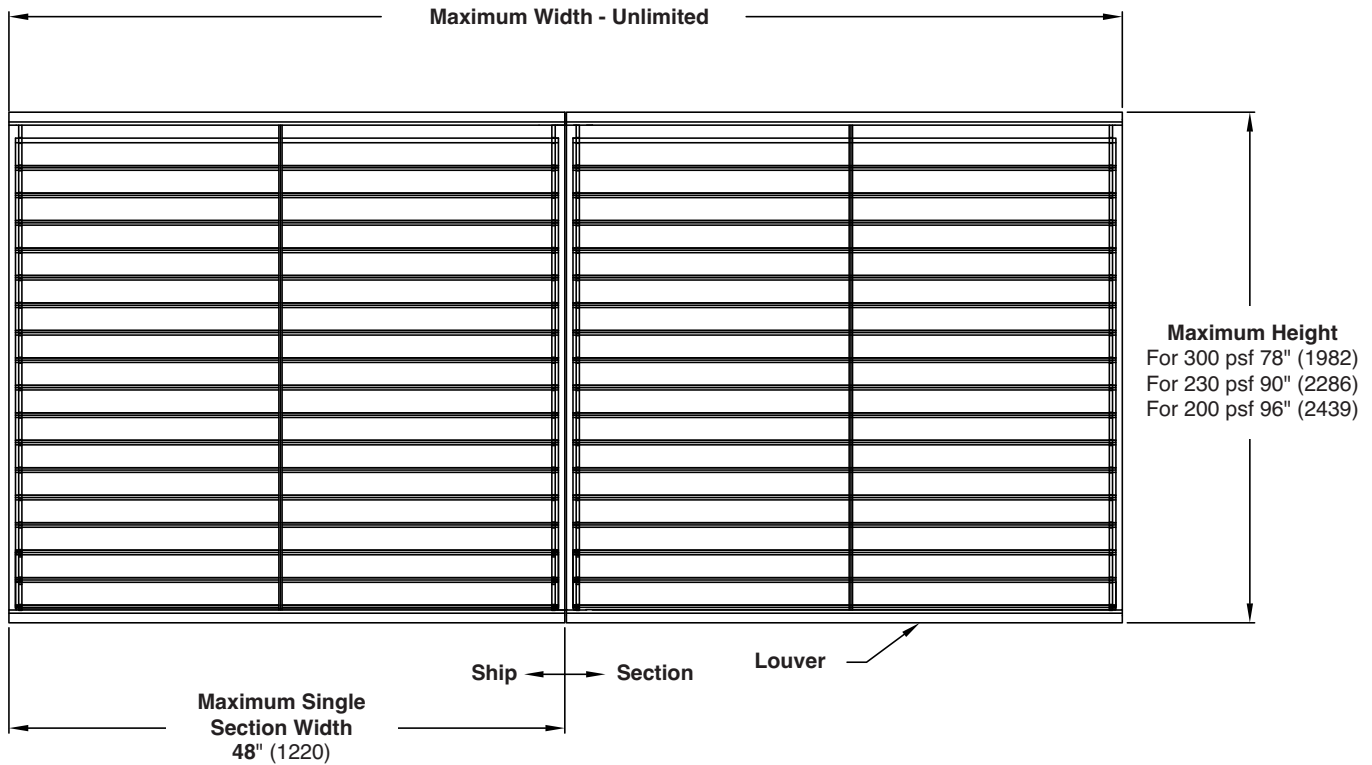 Maximum Width - Unlimited
Maximum Height
For 300 psf 78" (1982)
For 230 psf 90" (2286)
For 200 psf 96" (2439)
Ship
Section
Louver
Maximum Single
Section Width
48" (1220)